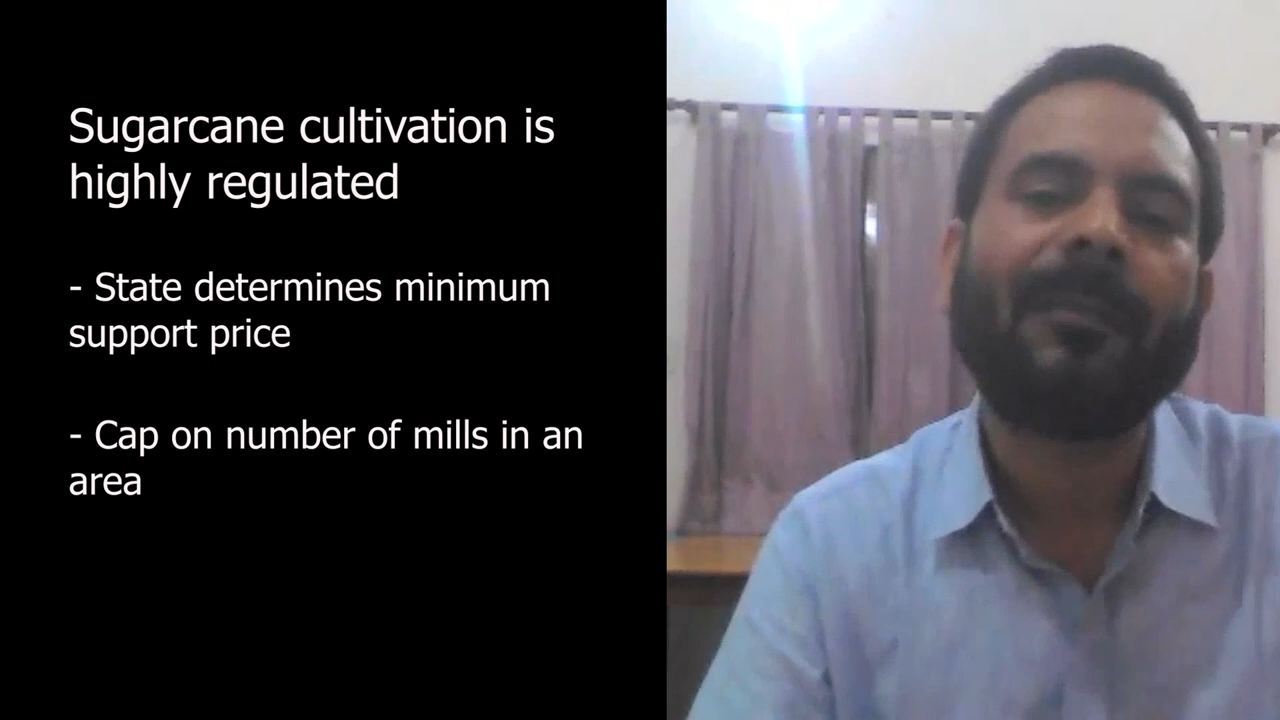 Sugarcane cultivation is
highly regulated
- State determines minimum
support price
- Cap on number of mills in an
area